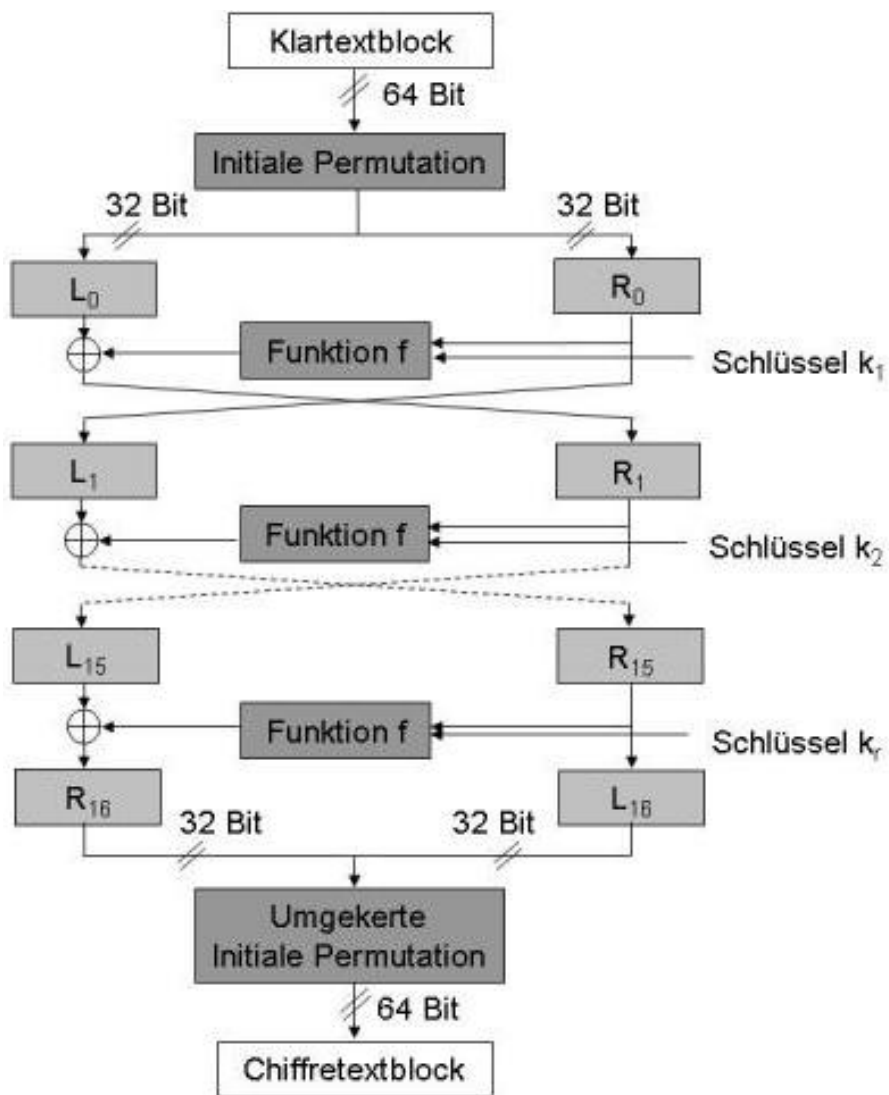 Klartextblock
64 Bit
Initiale Permutation
32 Bit 32 Bit
L₀ R₀
Funktion f Schlüssel k₁
L₁ R₁
Funktion f Schlüssel k₂
L₁₅ R₁₅
Funktion f Schlüssel kᵣ
R₁₆ L₁₆
32 Bit 32 Bit
Umgekerte
Initiale Permutation
64 Bit
Chiffretextblock